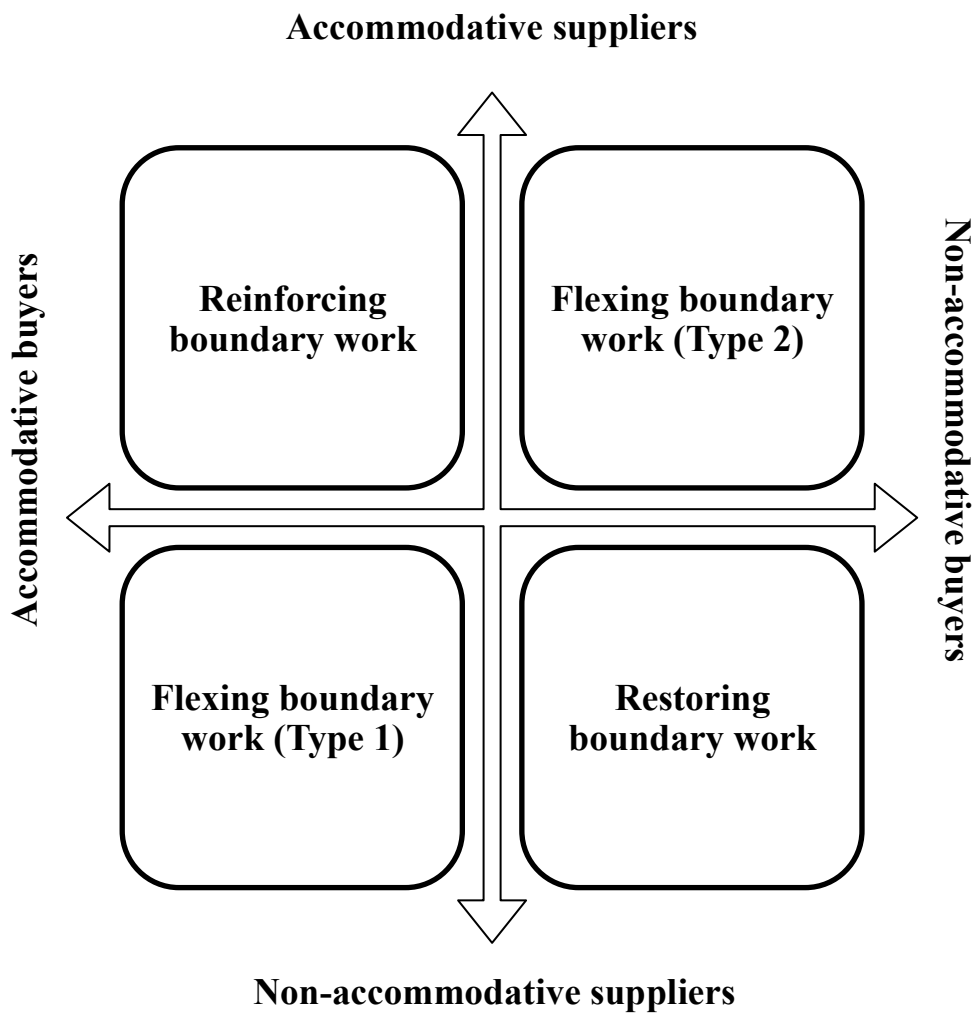 Accommodative suppliers
Accommodative buyers
Reinforcing
boundary work
Flexing boundary
work (Type 2)
Non-accommodative buyers
Flexing boundary
work (Type 1)
Restoring
boundary work
Non-accommodative suppliers